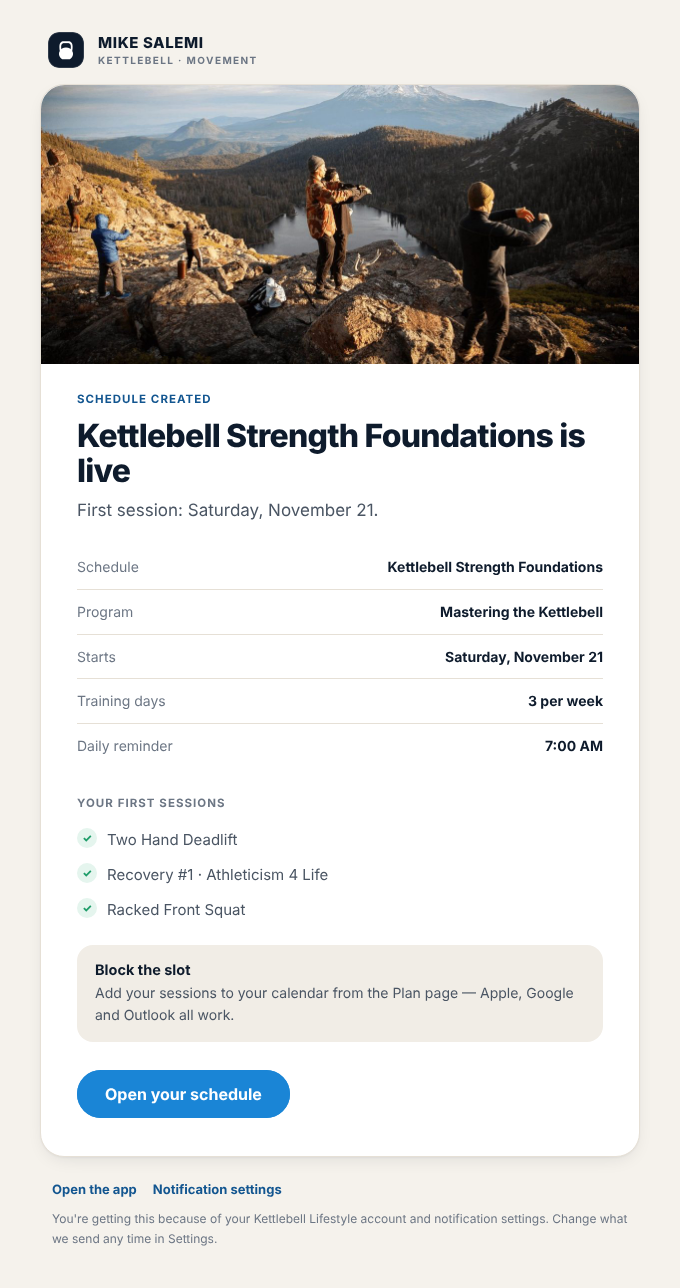 MIKE SALEMI
KETTLEBELL · MOVEMENT
SCHEDULE CREATED
Kettlebell Strength Foundations is
live
First session: Saturday, November 21.
Schedule Kettlebell Strength Foundations
Program Mastering the Kettlebell
Starts Saturday, November 21
Training days 3 per week
Daily reminder 7:00 AM
YOUR FIRST SESSIONS
Two Hand Deadlift
Recovery #1 · Athleticism 4 Life
Racked Front Squat
Block the slot
Add your sessions to your calendar from the Plan page — Apple, Google
and Outlook all work.
Open your schedule
Open the app Notification settings
You're getting this because of your Kettlebell Lifestyle account and notification settings. Change what
we send any time in Settings.